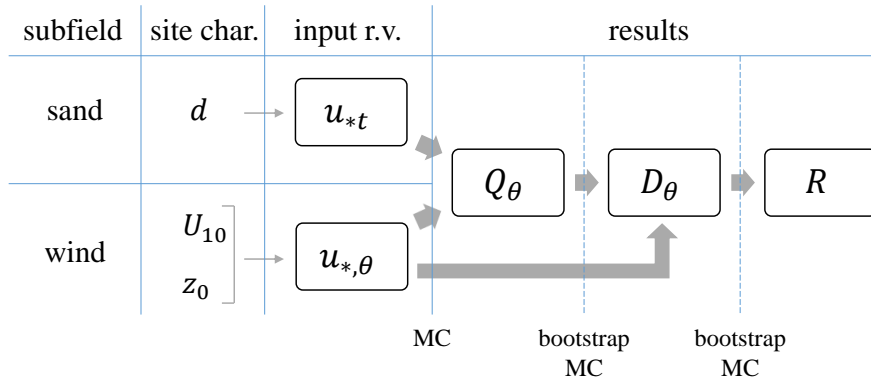 subfield site char. input r.v. results
sand d u_{*t}
Q_θ D_θ R
wind U_{10} z_0 u_{*,θ}
MC bootstrap MC bootstrap MC